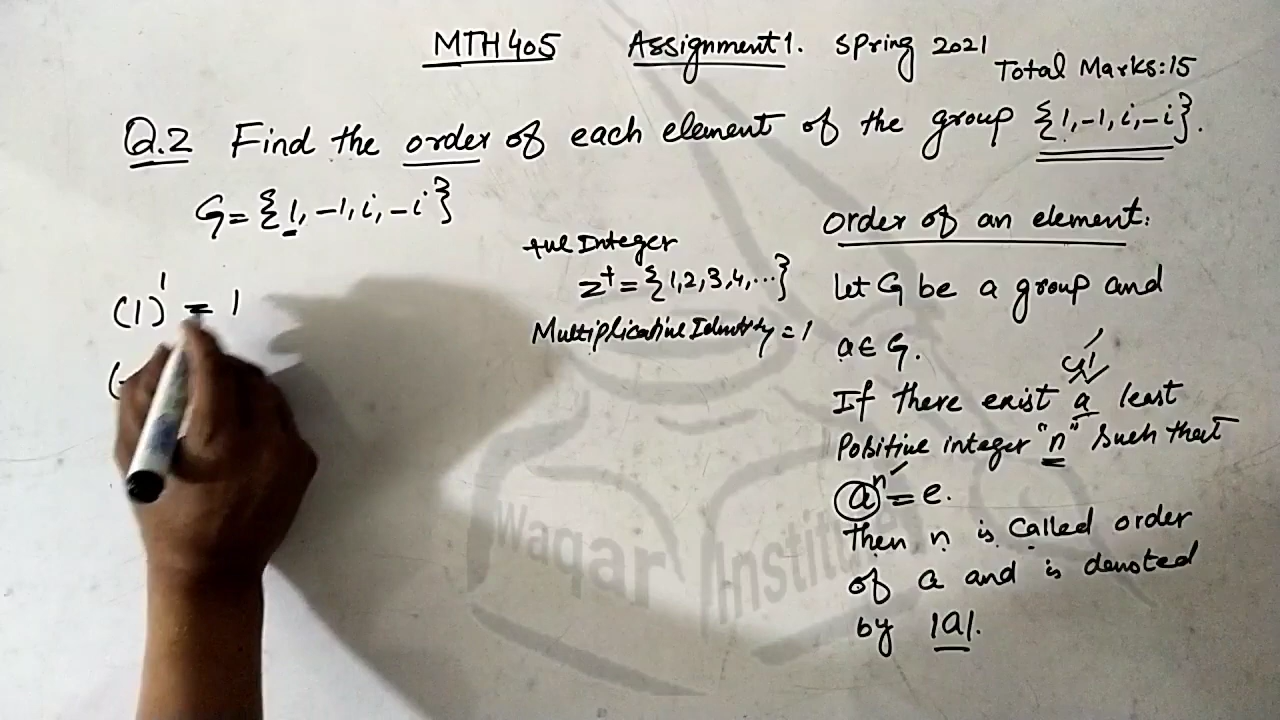 MTH405 Assignment 1. Spring 2021
Total Marks:15
Q.2 Find the order of each element of the group {1,-1,i,-i}.
G={1,-1,i,-i}
(1)¹ = 1
(-
+ve Integer
Z⁺={1,2,3,4,...}
Multiplicative Identity = 1
Order of an element:
Let G be a group and
a∈G.
If there exist a least
Positive integer "n" such that
aⁿ = e.
Then n is called order
of a and is denoted
by |a|.
Waqar Institute